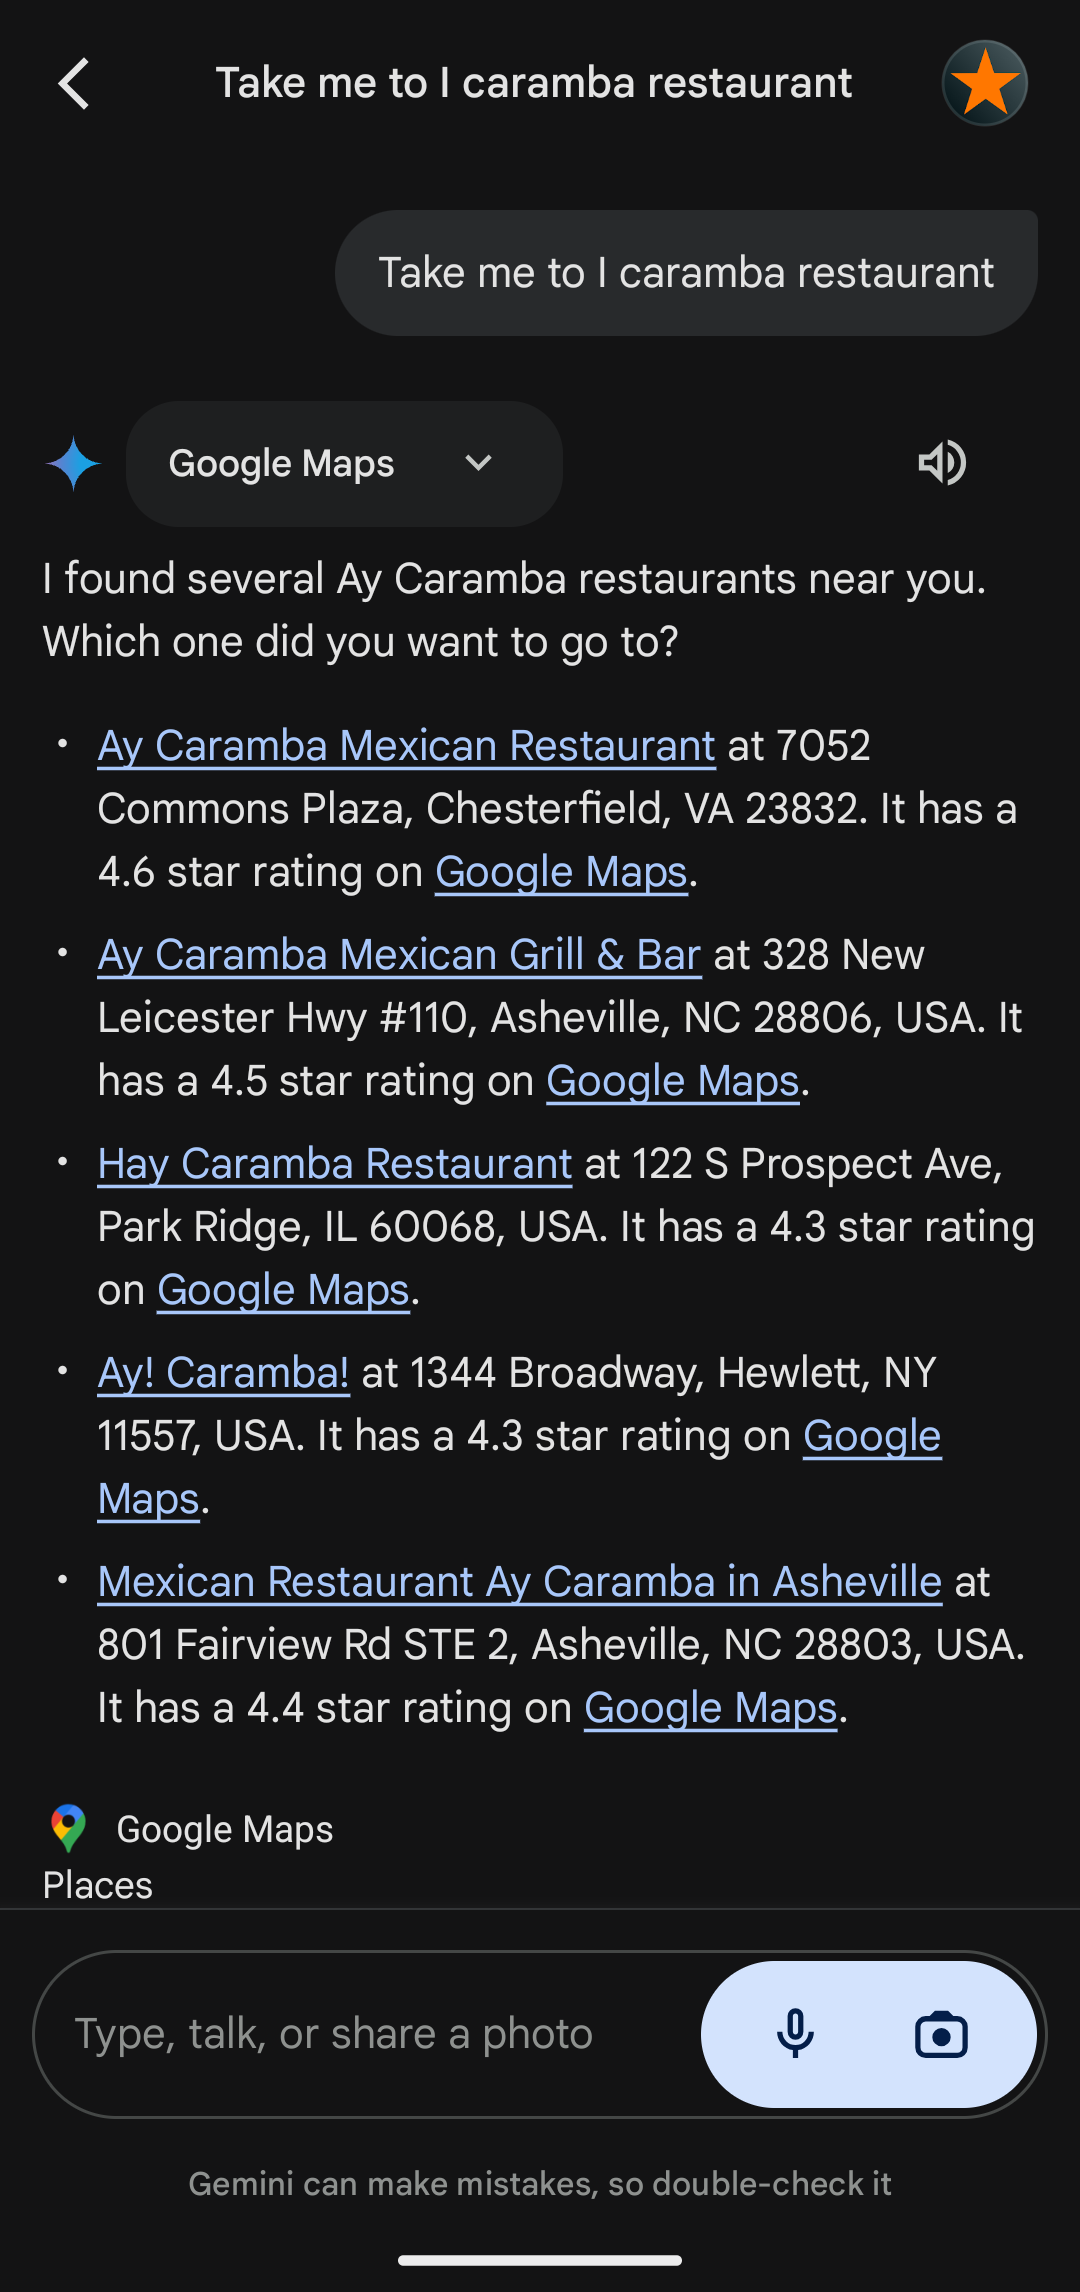 Take me to I caramba restaurant
Take me to I caramba restaurant
Google Maps
I found several Ay Caramba restaurants near you.
Which one did you want to go to?
• Ay Caramba Mexican Restaurant at 7052
Commons Plaza, Chesterfield, VA 23832. It has a
4.6 star rating on Google Maps.
• Ay Caramba Mexican Grill & Bar at 328 New
Leicester Hwy #110, Asheville, NC 28806, USA. It
has a 4.5 star rating on Google Maps.
• Hay Caramba Restaurant at 122 S Prospect Ave,
Park Ridge, IL 60068, USA. It has a 4.3 star rating
on Google Maps.
• Ay! Caramba! at 1344 Broadway, Hewlett, NY
11557, USA. It has a 4.3 star rating on Google
Maps.
• Mexican Restaurant Ay Caramba in Asheville at
801 Fairview Rd STE 2, Asheville, NC 28803, USA.
It has a 4.4 star rating on Google Maps.
Google Maps
Places
Type, talk, or share a photo
Gemini can make mistakes, so double-check it